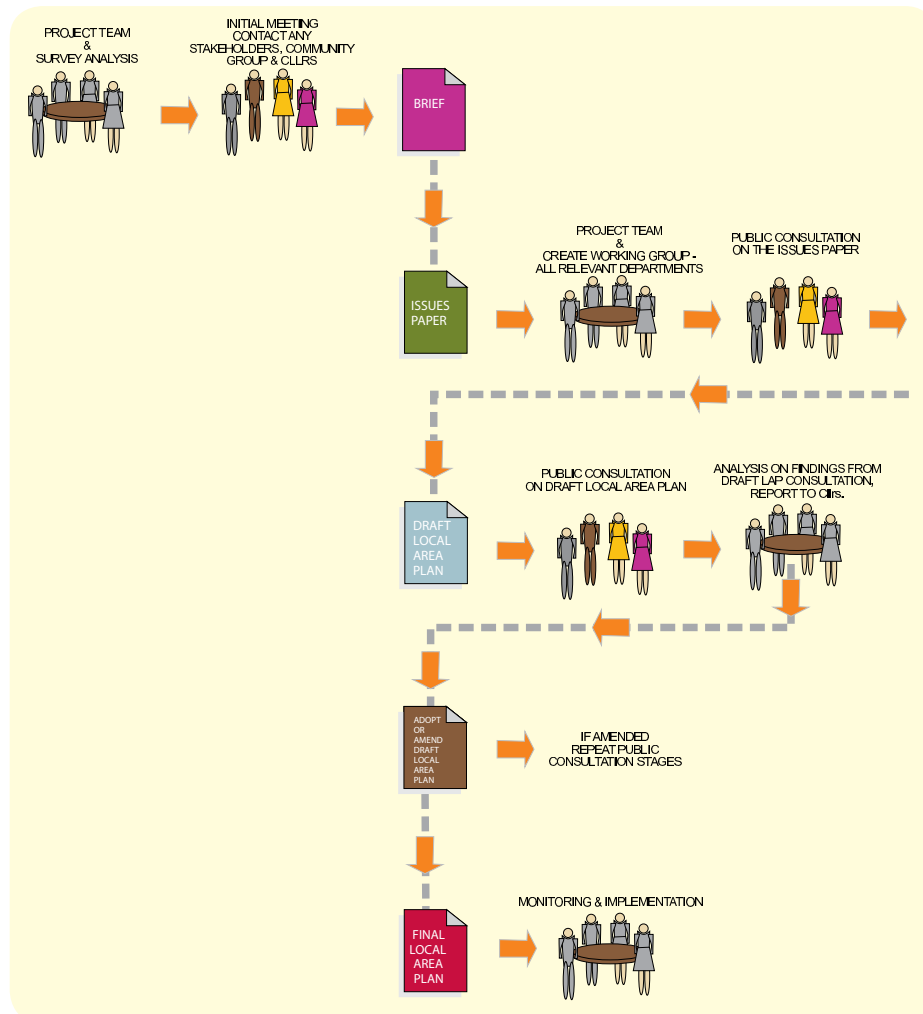 PROJECT TEAM
&
SURVEY ANALYSIS
INITIAL MEETING
CONTACT ANY
STAKEHOLDERS, COMMUNITY
GROUP & CLLRS
BRIEF
ISSUES
PAPER
PROJECT TEAM
&
CREATE WORKING GROUP -
ALL RELEVANT DEPARTMENTS
PUBLIC CONSULTATION
ON THE ISSUES PAPER
DRAFT
LOCAL
AREA
PLAN
PUBLIC CONSULTATION
ON DRAFT LOCAL AREA PLAN
ANALYSIS ON FINDINGS FROM
DRAFT LAP CONSULTATION,
REPORT TO Cllrs.
ADOPT
OR
AMEND
DRAFT
LOCAL
AREA
PLAN
IF AMENDED
REPEAT PUBLIC
CONSULTATION STAGES
FINAL
LOCAL
AREA
PLAN
MONITORING & IMPLEMENTATION